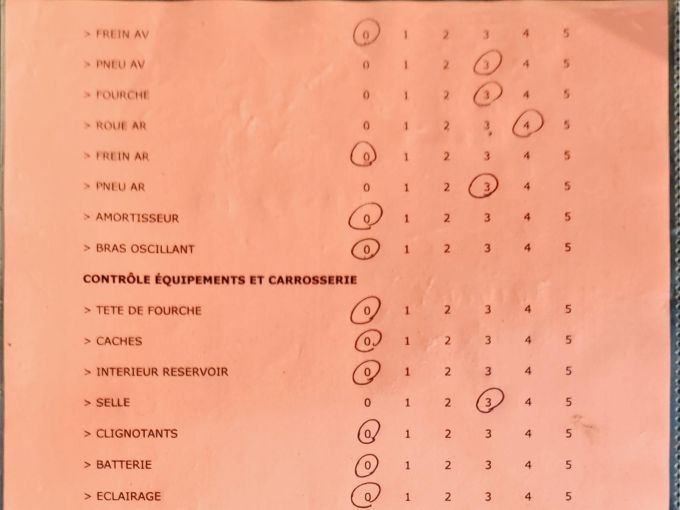 > FREIN AV 0 1 2 3 4 5
> PNEU AV 0 1 2 3 4 5
> FOURCHE 0 1 2 3 4 5
> ROUE AR 0 1 2 3 4 5
> FREIN AR 0 1 2 3 4 5
> PNEU AR 0 1 2 3 4 5
> AMORTISSEUR 0 1 2 3 4 5
> BRAS OSCILLANT 0 1 2 3 4 5
CONTRÔLE ÉQUIPEMENTS ET CARROSSERIE
> TETE DE FOURCHE 0 1 2 3 4 5
> CACHES 0 1 2 3 4 5
> INTERIEUR RESERVOIR 0 1 2 3 4 5
> SELLE 0 1 2 3 4 5
> CLIGNOTANTS 0 1 2 3 4 5
> BATTERIE 0 1 2 3 4 5
> ECLAIRAGE 0 1 2 3 4 5